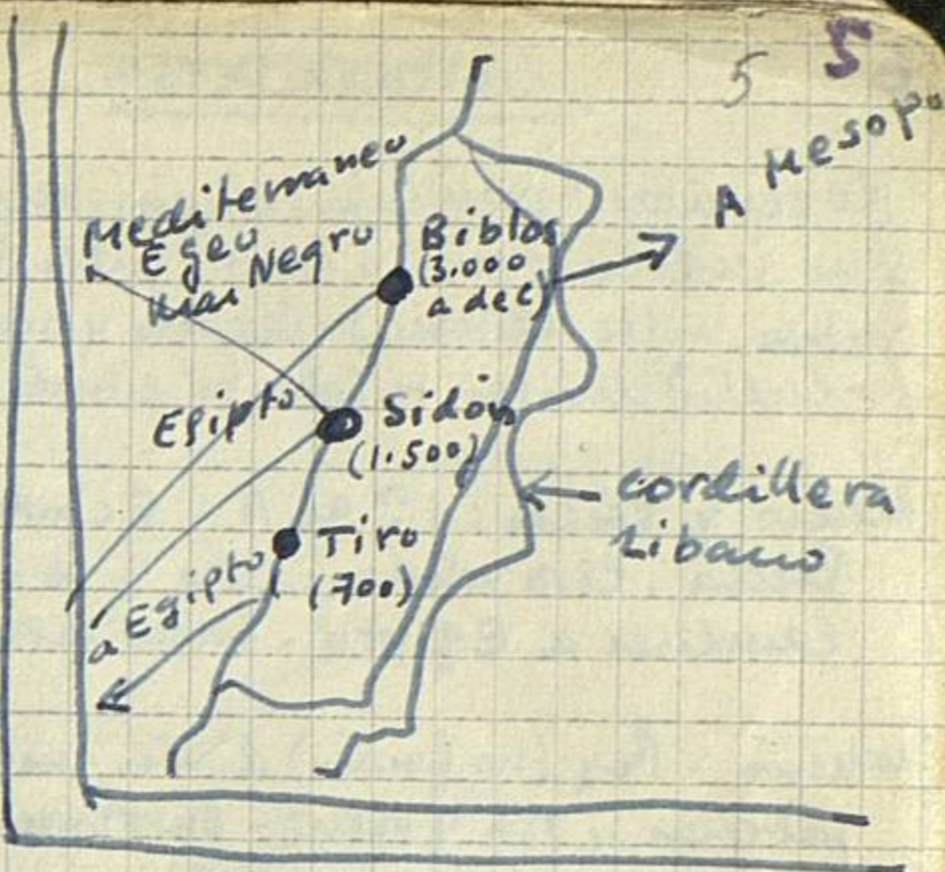 5 5
A Mesopo
Mediterraneo
Egeo
Mar Negro
Biblos
(3.000
a de C)
Egipto
Sidón
(1.500)
cordillera
Libano
Tiro
(700)
a Egipto